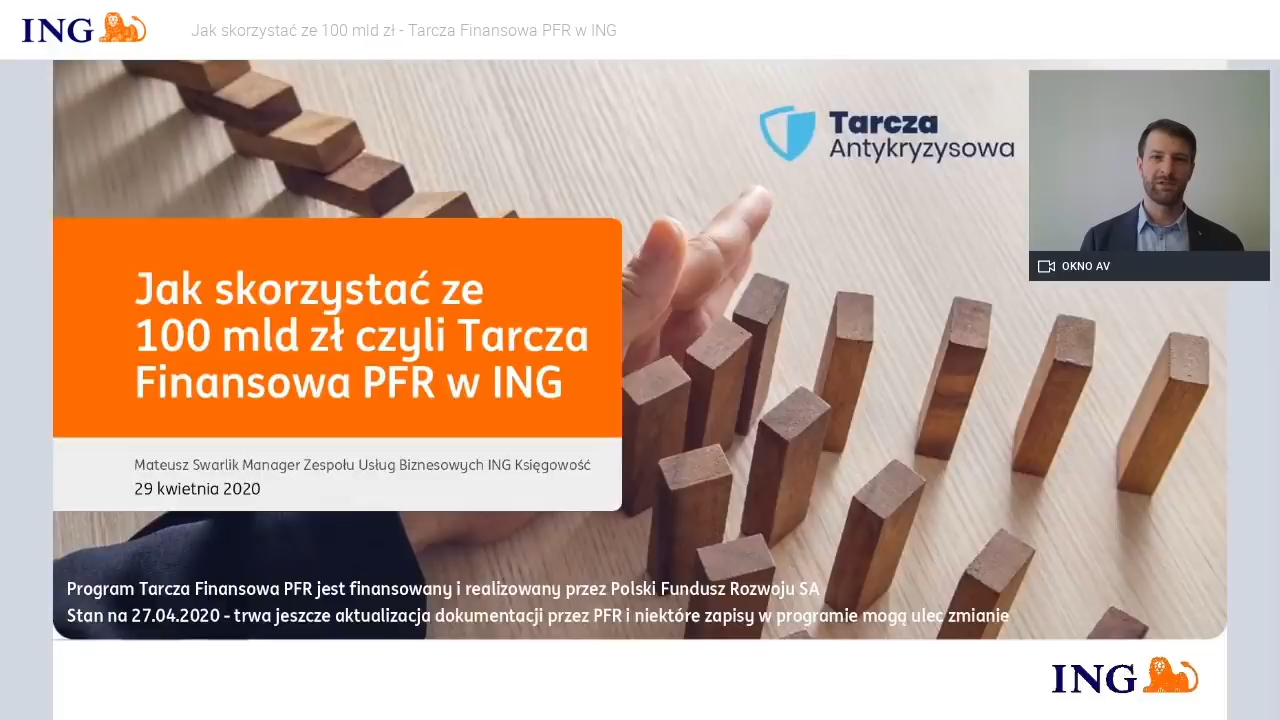 ING
Jak skorzystać ze 100 mld zł - Tarcza Finansowa PFR w ING
Tarcza
Antykryzysowa
OKNO AV
Jak skorzystać ze
100 mld zł czyli Tarcza
Finansowa PFR w ING
Mateusz Swarlik Manager Zespołu Usług Biznesowych ING Księgowość
29 kwietnia 2020
Program Tarcza Finansowa PFR jest finansowany i realizowany przez Polski Fundusz Rozwoju SA
Stan na 27.04.2020 - trwa jeszcze aktualizacja dokumentacji przez PFR i niektóre zapisy w programie mogą ulec zmianie
ING